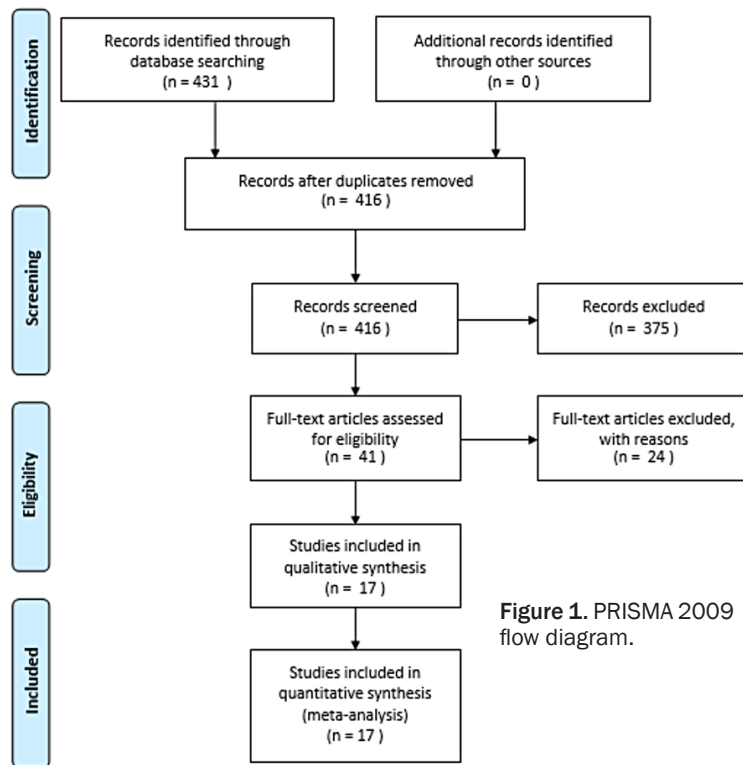 Identification
Records identified through
database searching
(n = 431 )
Additional records identified
through other sources
(n = 0 )
Records after duplicates removed
(n = 416 )
Screening
Records screened
(n = 416 )
Records excluded
(n = 375 )
Eligibility
Full-text articles assessed
for eligibility
(n = 41 )
Full-text articles excluded,
with reasons
(n = 24 )
Studies included in
qualitative synthesis
(n = 17 )
Included
Studies included in
quantitative synthesis
(meta-analysis)
(n = 17 )
Figure 1. PRISMA 2009
flow diagram.